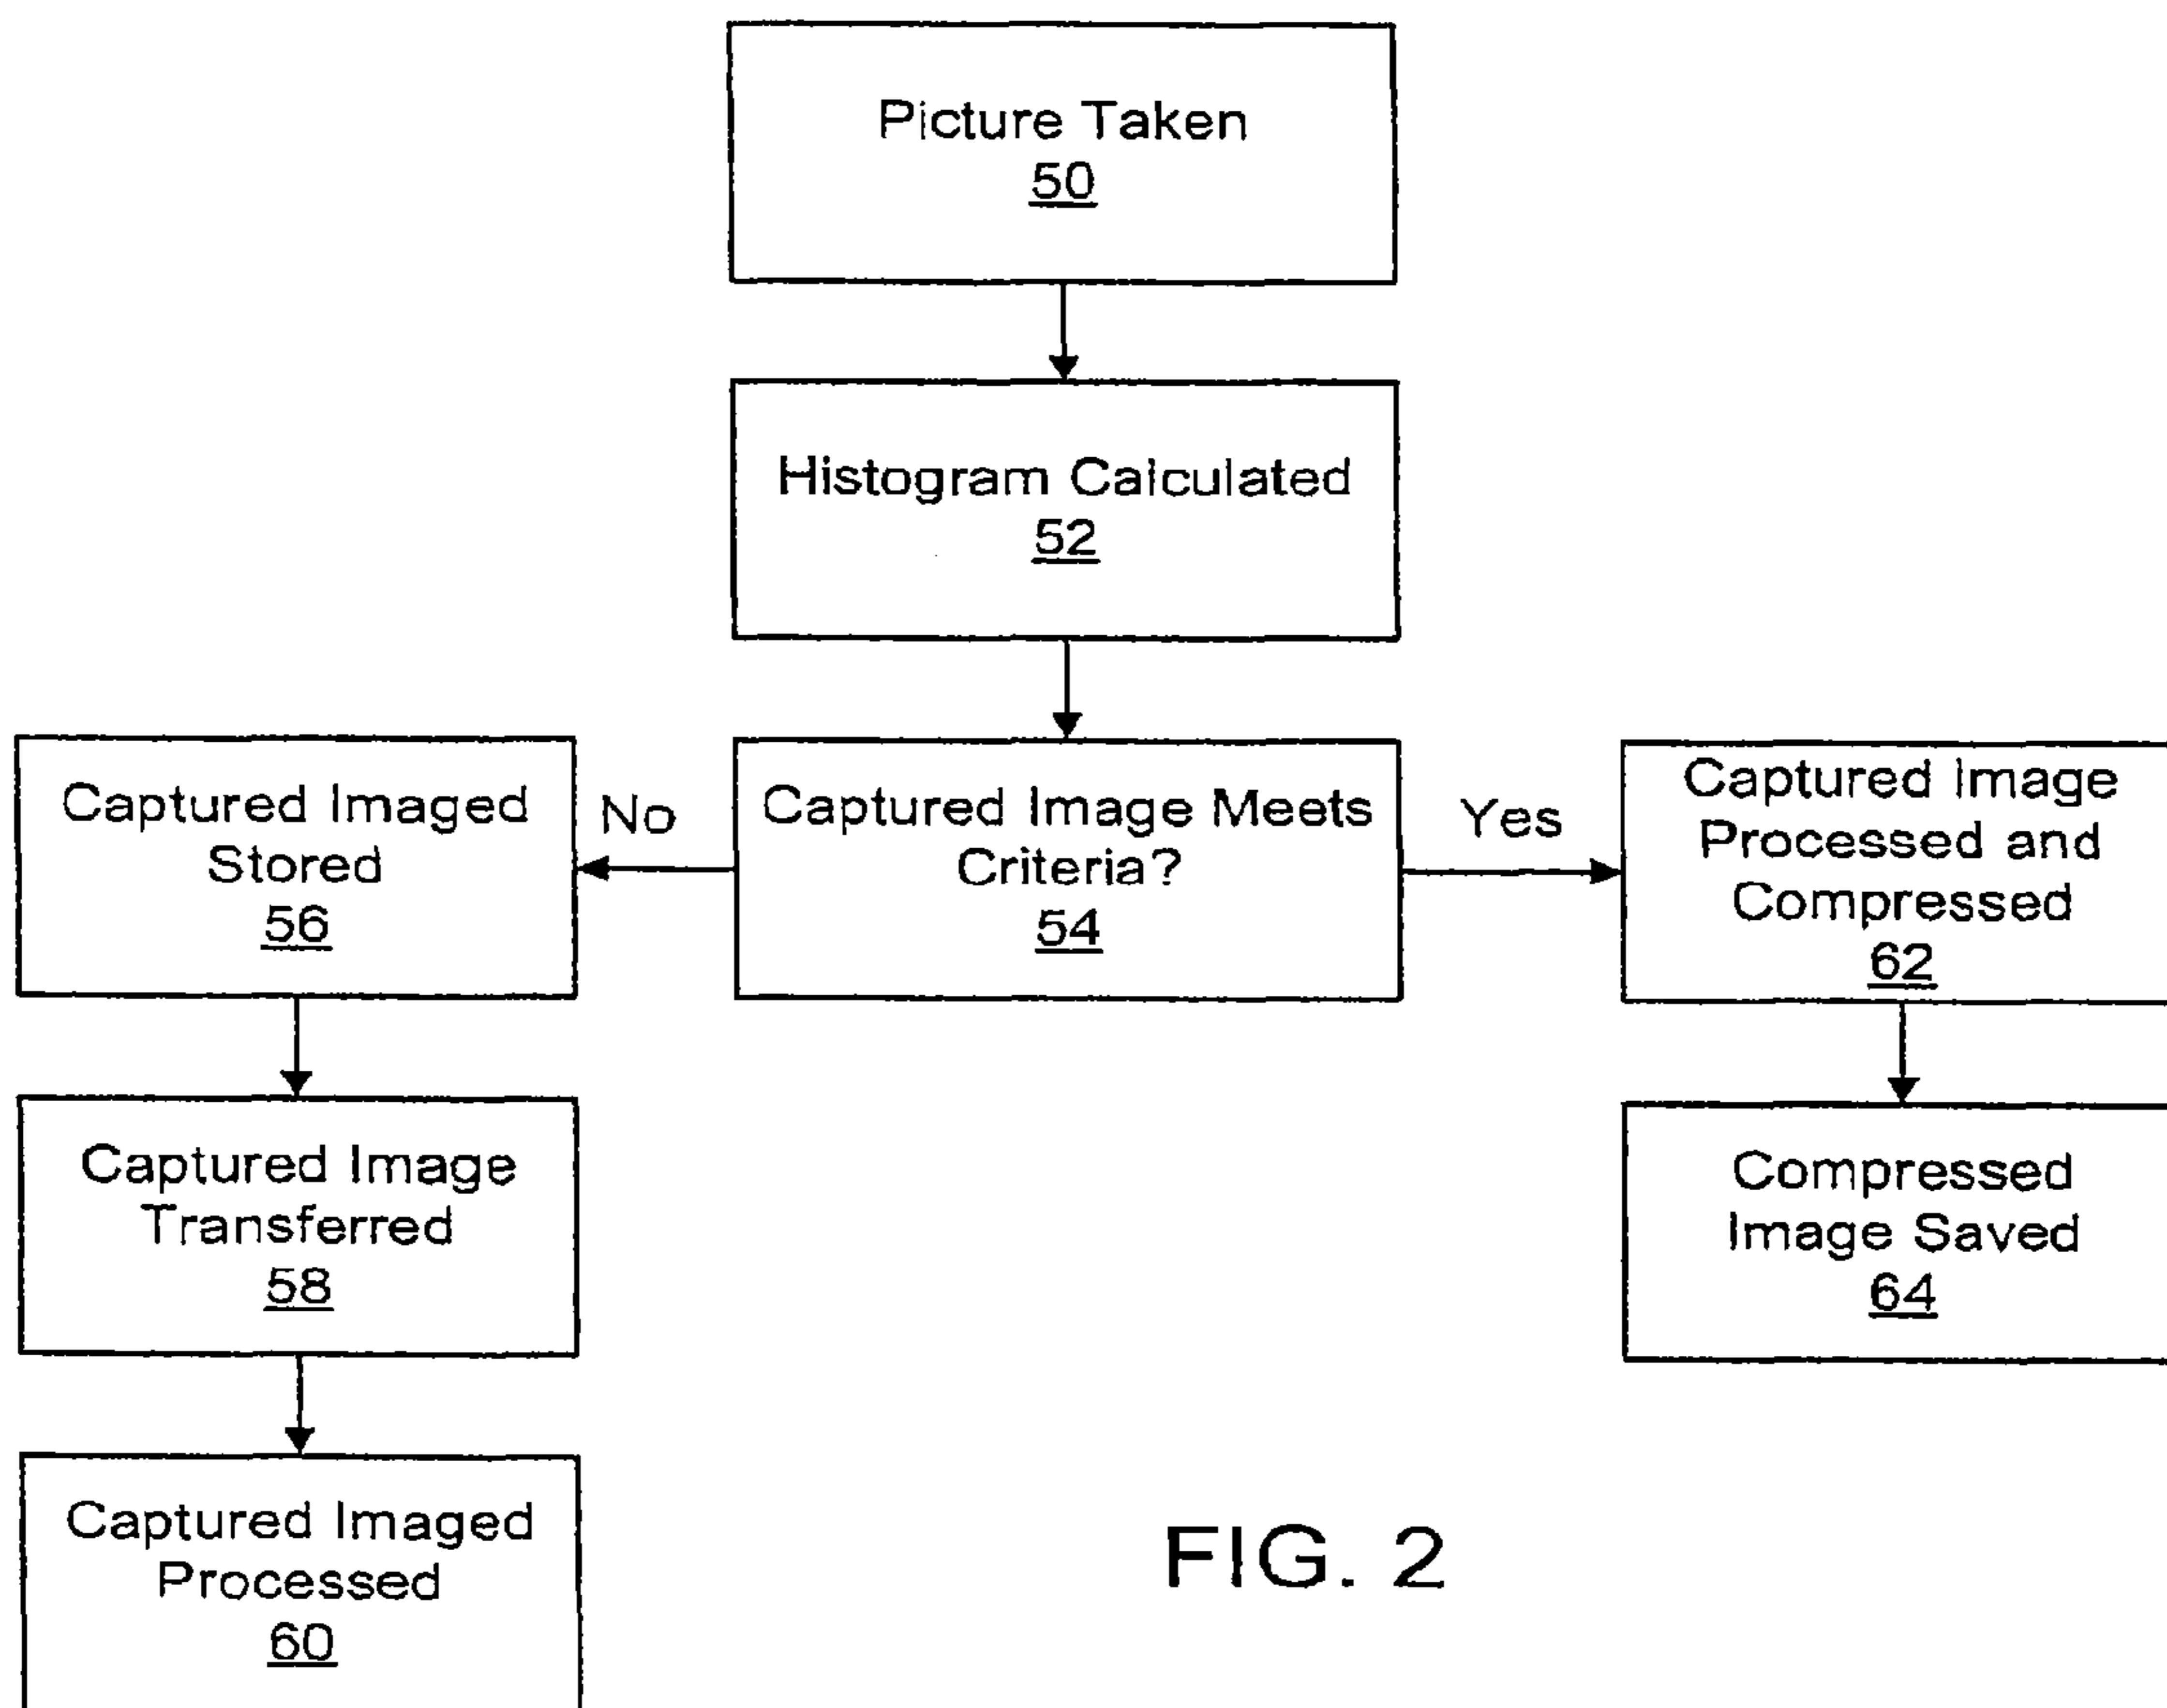 Picture Taken
50
Histogram Calculated
52
Captured Image Meets
Criteria?
54
No
Yes
Captured Imaged
Stored
56
Captured Image
Transferred
58
Captured Imaged
Processed
60
Captured Image
Processed and
Compressed
62
Compressed
Image Saved
64
FIG. 2